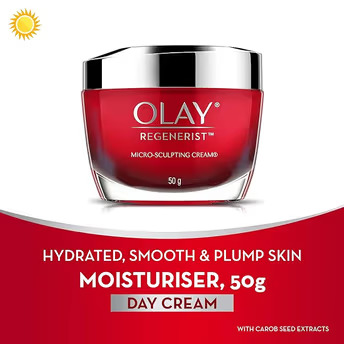 OLAY®
REGENERIST™
MICRO-SCULPTING CREAM®
50 g
HYDRATED, SMOOTH & PLUMP SKIN
MOISTURISER, 50g
DAY CREAM
WITH CAROB SEED EXTRACTS